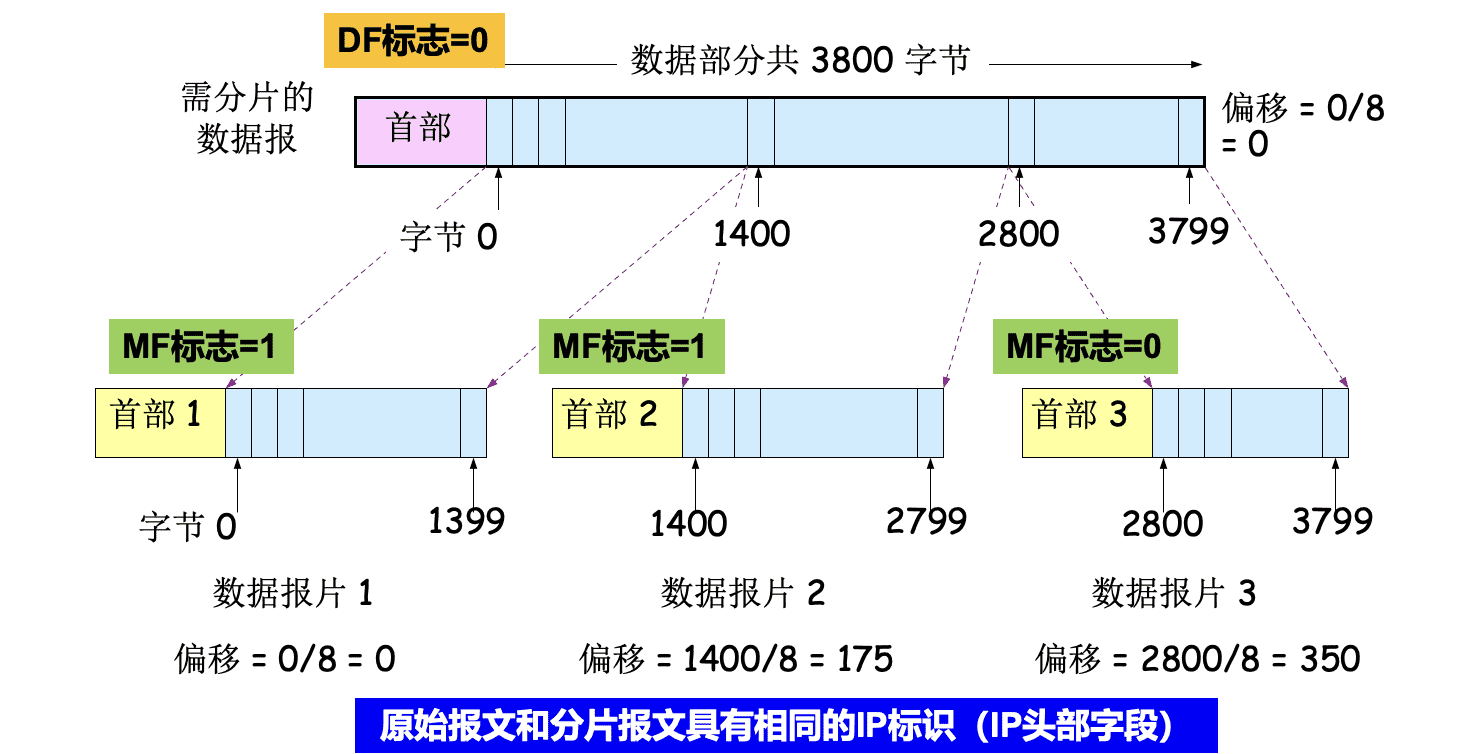 DF标志=0
数据部分共 3800 字节
需分片的
数据报
首部
偏移 = 0/8
= 0
字节 0
1400
2800
3799
MF标志=1
MF标志=1
MF标志=0
首部 1
首部 2
首部 3
字节 0
1399
1400
2799
2800
3799
数据报片 1
数据报片 2
数据报片 3
偏移 = 0/8 = 0
偏移 = 1400/8 = 175
偏移 = 2800/8 = 350
原始报文和分片报文具有相同的IP标识（IP头部字段）